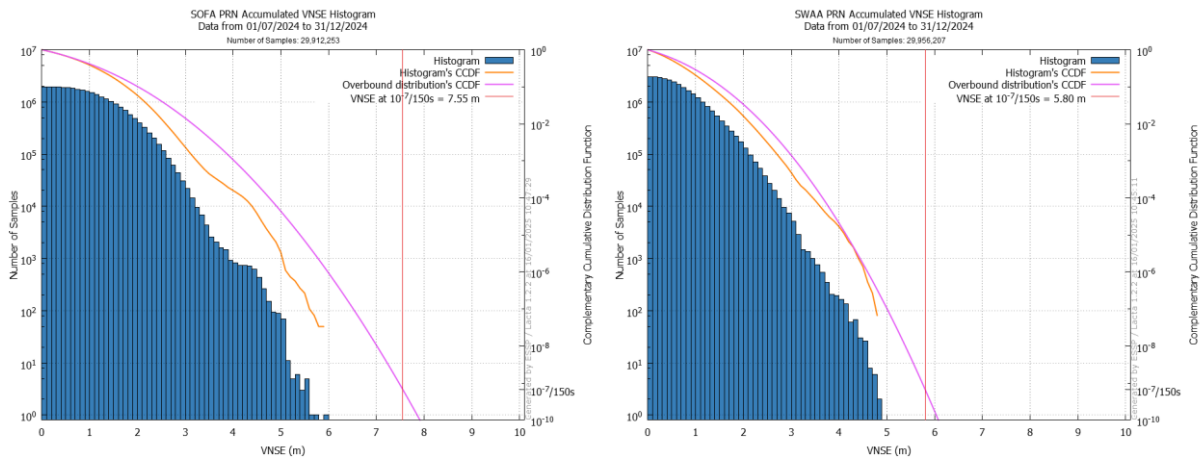 SOFA PRN Accumulated VNSE Histogram
Data from 01/07/2024 to 31/12/2024
Number of Samples: 29,912,253
Histogram
Histogram's CCDF
Overbound distribution's CCDF
VNSE at 10⁻⁷/150s = 7.55 m
Number of Samples
10⁷
10⁶
10⁵
10⁴
10³
10²
10¹
10⁰
10⁰
10⁻²
10⁻⁴
10⁻⁶
10⁻⁷
10⁻⁸
10⁻⁷/150s
10⁻¹⁰
Complementary Cumulative Distribution Function
0 1 2 3 4 5 6 7 8 9 10
VNSE (m)
SWAA PRN Accumulated VNSE Histogram
Data from 01/07/2024 to 31/12/2024
Number of Samples: 29,956,207
Histogram
Histogram's CCDF
Overbound distribution's CCDF
VNSE at 10⁻⁷/150s = 5.80 m
Number of Samples
10⁷
10⁶
10⁵
10⁴
10³
10²
10¹
10⁰
10⁰
10⁻²
10⁻⁴
10⁻⁶
10⁻⁷
10⁻⁸
10⁻⁷/150s
10⁻¹⁰
Complementary Cumulative Distribution Function
0 1 2 3 4 5 6 7 8 9 10
VNSE (m)